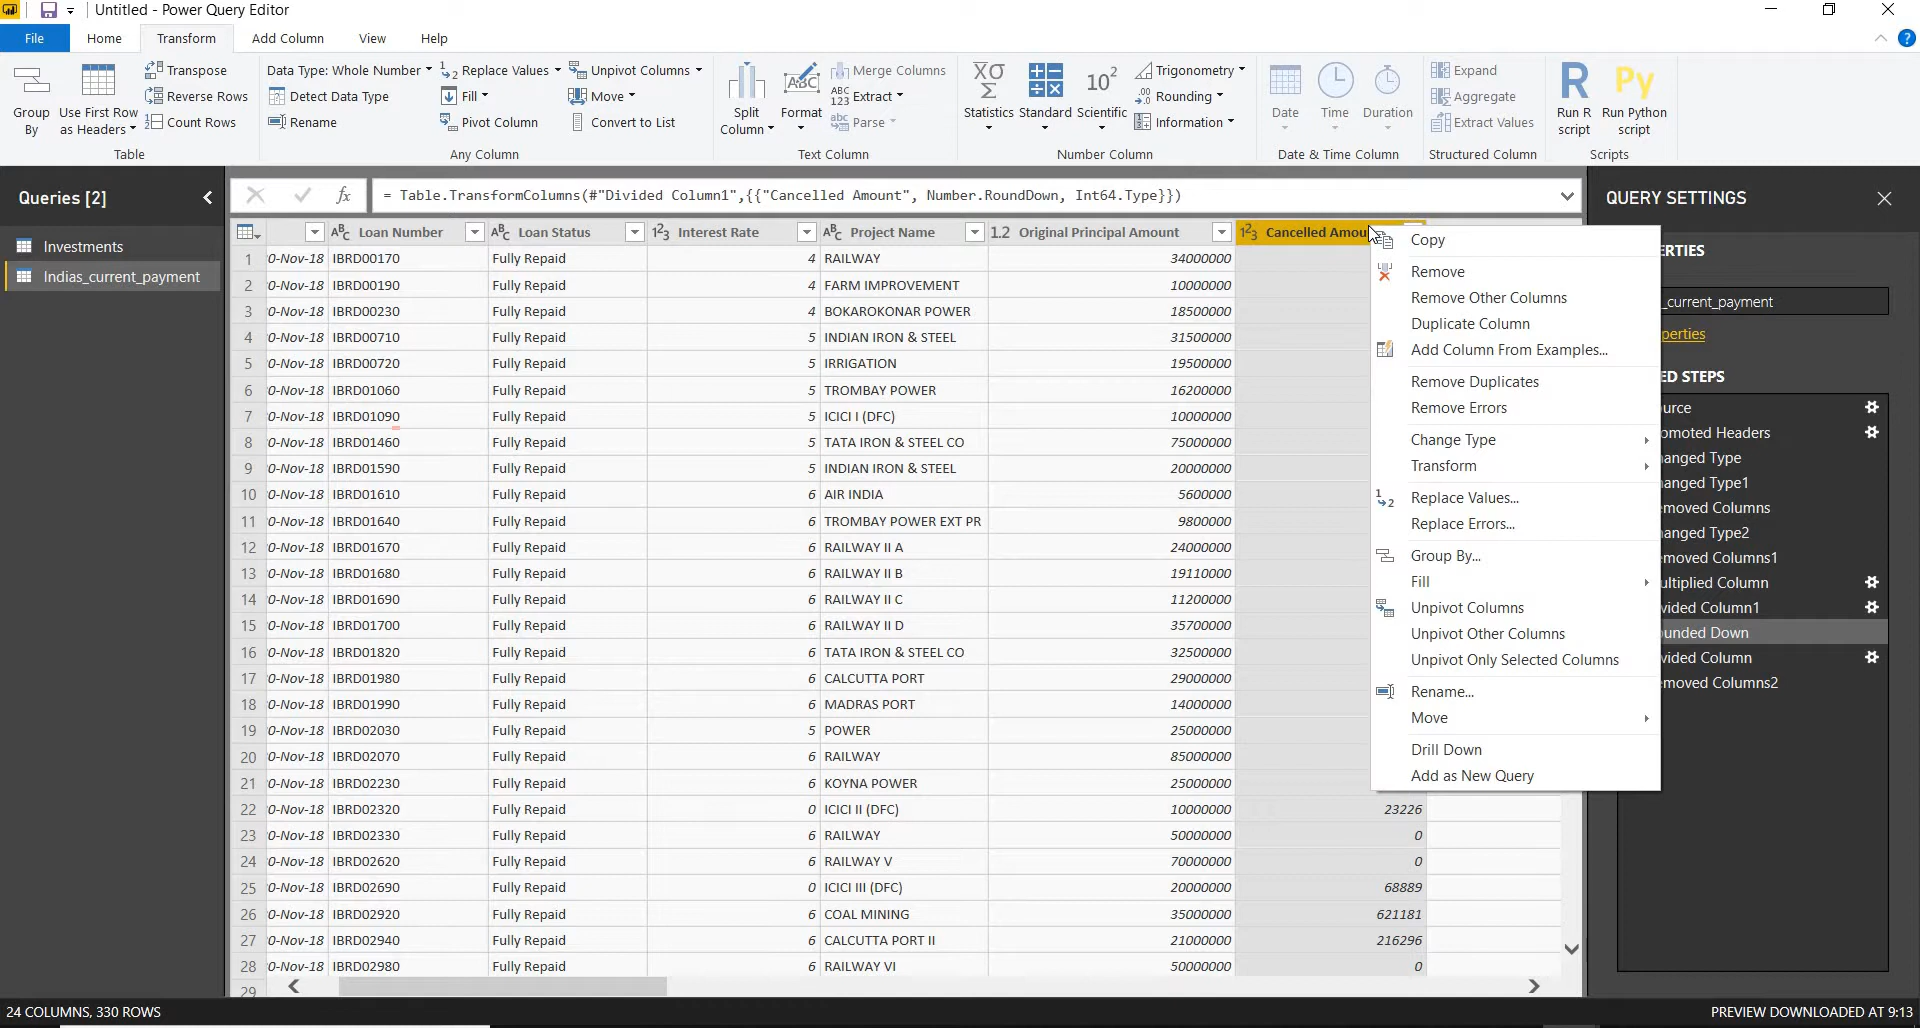 Untitled - Power Query Editor
File Home Transform Add Column View Help
Group By
Use First Row as Headers
Transpose
Reverse Rows
Count Rows
Table
Data Type: Whole Number
Detect Data Type
Rename
Replace Values
Fill
Pivot Column
Unpivot Columns
Move
Convert to List
Any Column
Split Column
Format
ABC
Merge Columns
ABC 123 Extract
abc Parse
Text Column
XΣ Statistics
Standard
10² Scientific
Trigonometry
.00 Rounding
Information
Number Column
Date
Time
Duration
Date & Time Column
Expand
Aggregate
Extract Values
Structured Column
R Run R script
Py Run Python script
Scripts
Queries [2]
Investments
Indias_current_payment
fx = Table.TransformColumns(#"Divided Column1",{{"Cancelled Amount", Number.RoundDown, Int64.Type}})
ABC Loan Number ABC Loan Status 123 Interest Rate ABC Project Name 1.2 Original Principal Amount 123 Cancelled Amou
1 0-Nov-18 IBRD00170 Fully Repaid 4 RAILWAY 34000000
2 0-Nov-18 IBRD00190 Fully Repaid 4 FARM IMPROVEMENT 10000000
3 0-Nov-18 IBRD00230 Fully Repaid 4 BOKAROKONAR POWER 18500000
4 0-Nov-18 IBRD00710 Fully Repaid 5 INDIAN IRON & STEEL 31500000
5 0-Nov-18 IBRD00720 Fully Repaid 5 IRRIGATION 19500000
6 0-Nov-18 IBRD01060 Fully Repaid 5 TROMBAY POWER 16200000
7 0-Nov-18 IBRD01090 Fully Repaid 5 ICICI I (DFC) 10000000
8 0-Nov-18 IBRD01460 Fully Repaid 5 TATA IRON & STEEL CO 75000000
9 0-Nov-18 IBRD01590 Fully Repaid 5 INDIAN IRON & STEEL 20000000
10 0-Nov-18 IBRD01610 Fully Repaid 6 AIR INDIA 5600000
11 0-Nov-18 IBRD01640 Fully Repaid 6 TROMBAY POWER EXT PR 9800000
12 0-Nov-18 IBRD01670 Fully Repaid 6 RAILWAY II A 24000000
13 0-Nov-18 IBRD01680 Fully Repaid 6 RAILWAY II B 19110000
14 0-Nov-18 IBRD01690 Fully Repaid 6 RAILWAY II C 11200000
15 0-Nov-18 IBRD01700 Fully Repaid 6 RAILWAY II D 35700000
16 0-Nov-18 IBRD01820 Fully Repaid 6 TATA IRON & STEEL CO 32500000
17 0-Nov-18 IBRD01980 Fully Repaid 6 CALCUTTA PORT 29000000
18 0-Nov-18 IBRD01990 Fully Repaid 6 MADRAS PORT 14000000
19 0-Nov-18 IBRD02030 Fully Repaid 5 POWER 25000000
20 0-Nov-18 IBRD02070 Fully Repaid 6 RAILWAY 85000000
21 0-Nov-18 IBRD02230 Fully Repaid 6 KOYNA POWER 25000000
22 0-Nov-18 IBRD02320 Fully Repaid 0 ICICI II (DFC) 10000000 23226
23 0-Nov-18 IBRD02330 Fully Repaid 6 RAILWAY 50000000 0
24 0-Nov-18 IBRD02620 Fully Repaid 6 RAILWAY V 70000000 0
25 0-Nov-18 IBRD02690 Fully Repaid 0 ICICI III (DFC) 20000000 68889
26 0-Nov-18 IBRD02920 Fully Repaid 6 COAL MINING 35000000 621181
27 0-Nov-18 IBRD02940 Fully Repaid 6 CALCUTTA PORT II 21000000 216296
28 0-Nov-18 IBRD02980 Fully Repaid 6 RAILWAY VI 50000000 0
29
Copy
Remove
Remove Other Columns
Duplicate Column
Add Column From Examples...
Remove Duplicates
Remove Errors
Change Type
Transform
Replace Values...
Replace Errors...
Group By...
Fill
Unpivot Columns
Unpivot Other Columns
Unpivot Only Selected Columns
Rename...
Move
Drill Down
Add as New Query
QUERY SETTINGS
ERTIES
_current_payment
perties
ED STEPS
urce
omoted Headers
hanged Type
hanged Type1
emoved Columns
hanged Type2
emoved Columns1
ultiplied Column
vided Column1
ounded Down
vided Column
emoved Columns2
24 COLUMNS, 330 ROWS
PREVIEW DOWNLOADED AT 9:13